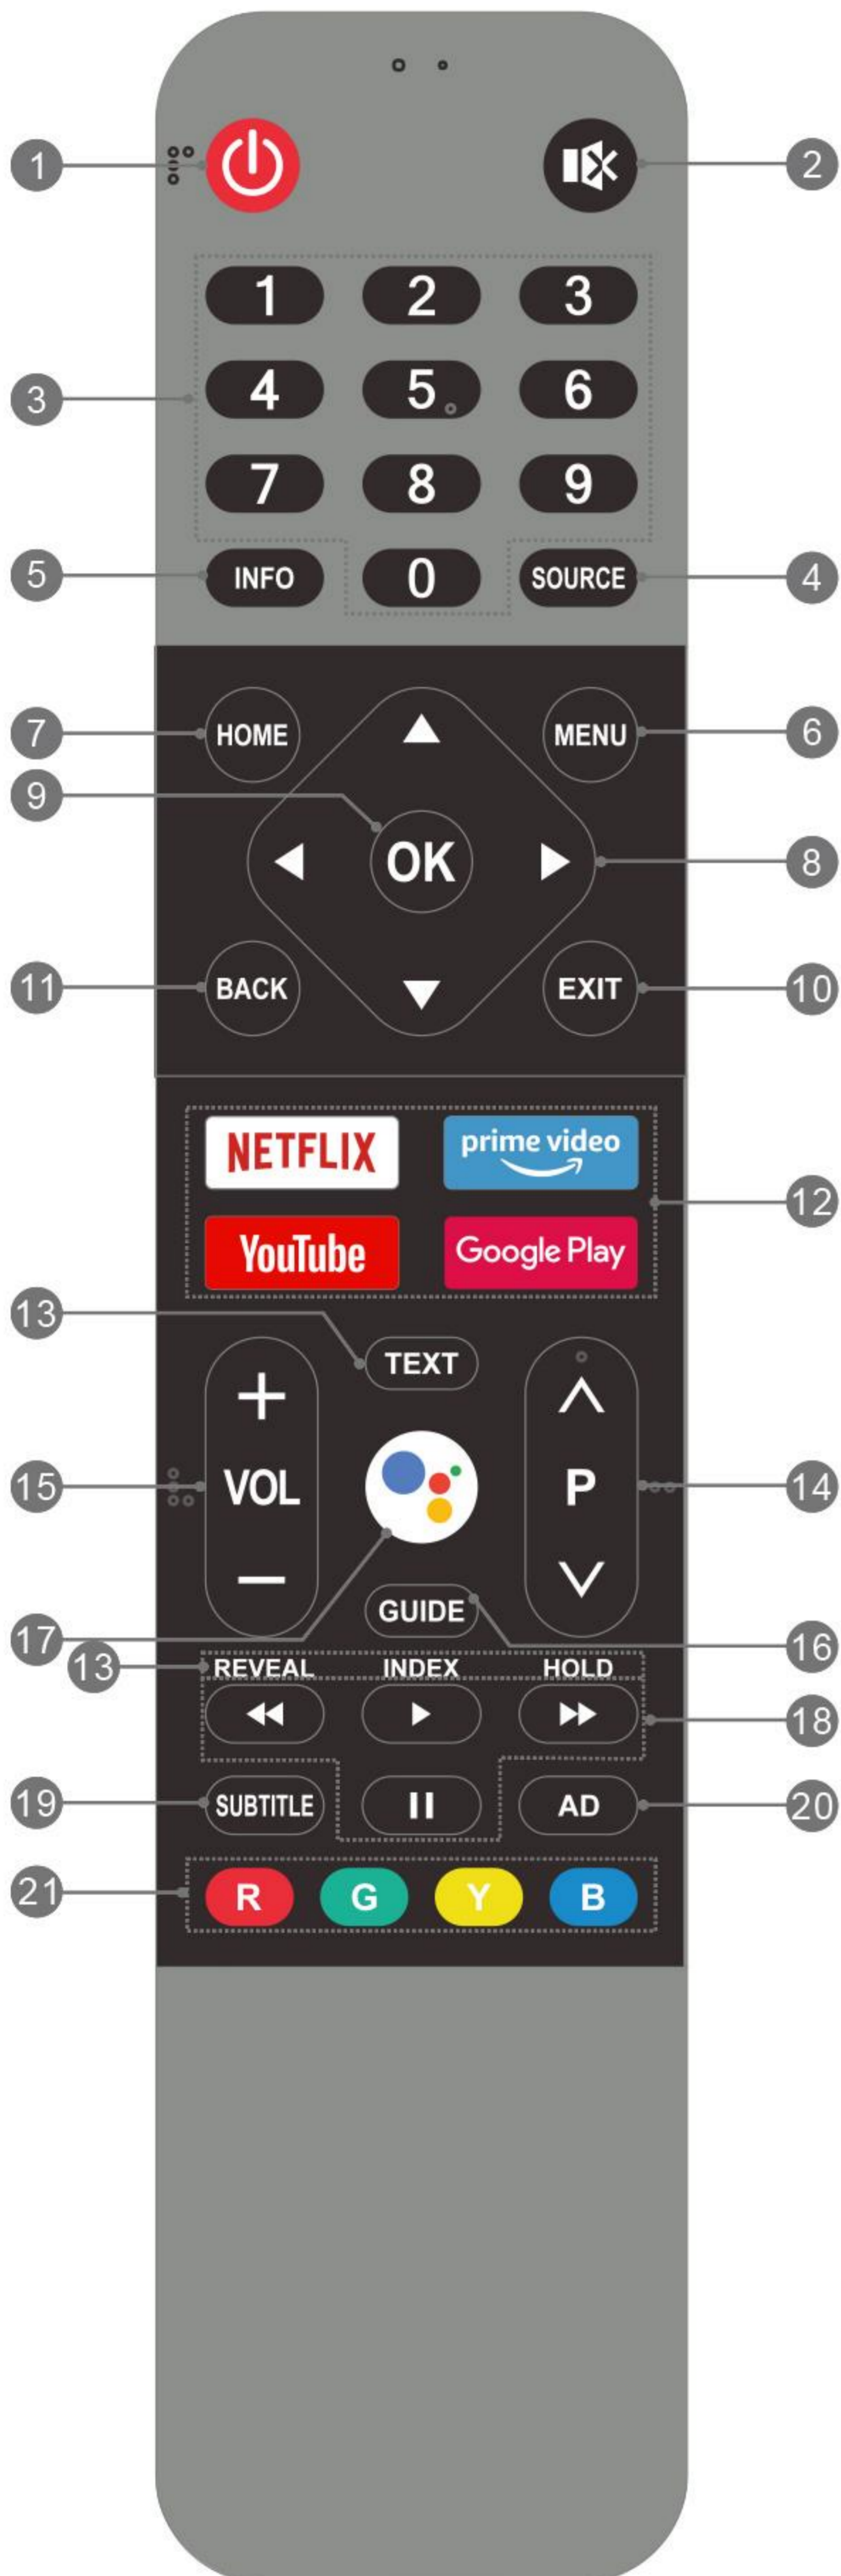 1
2
1 2 3
3
4 5 6
7 8 9
5
INFO 0 SOURCE
4
7
HOME MENU
6
9
OK
8
11
BACK EXIT
10
NETFLIX prime video
12
YouTube Google Play
13
TEXT
15
VOL P
14
GUIDE
17
16
13
REVEAL INDEX HOLD
18
19
SUBTITLE AD
20
21
R G Y B